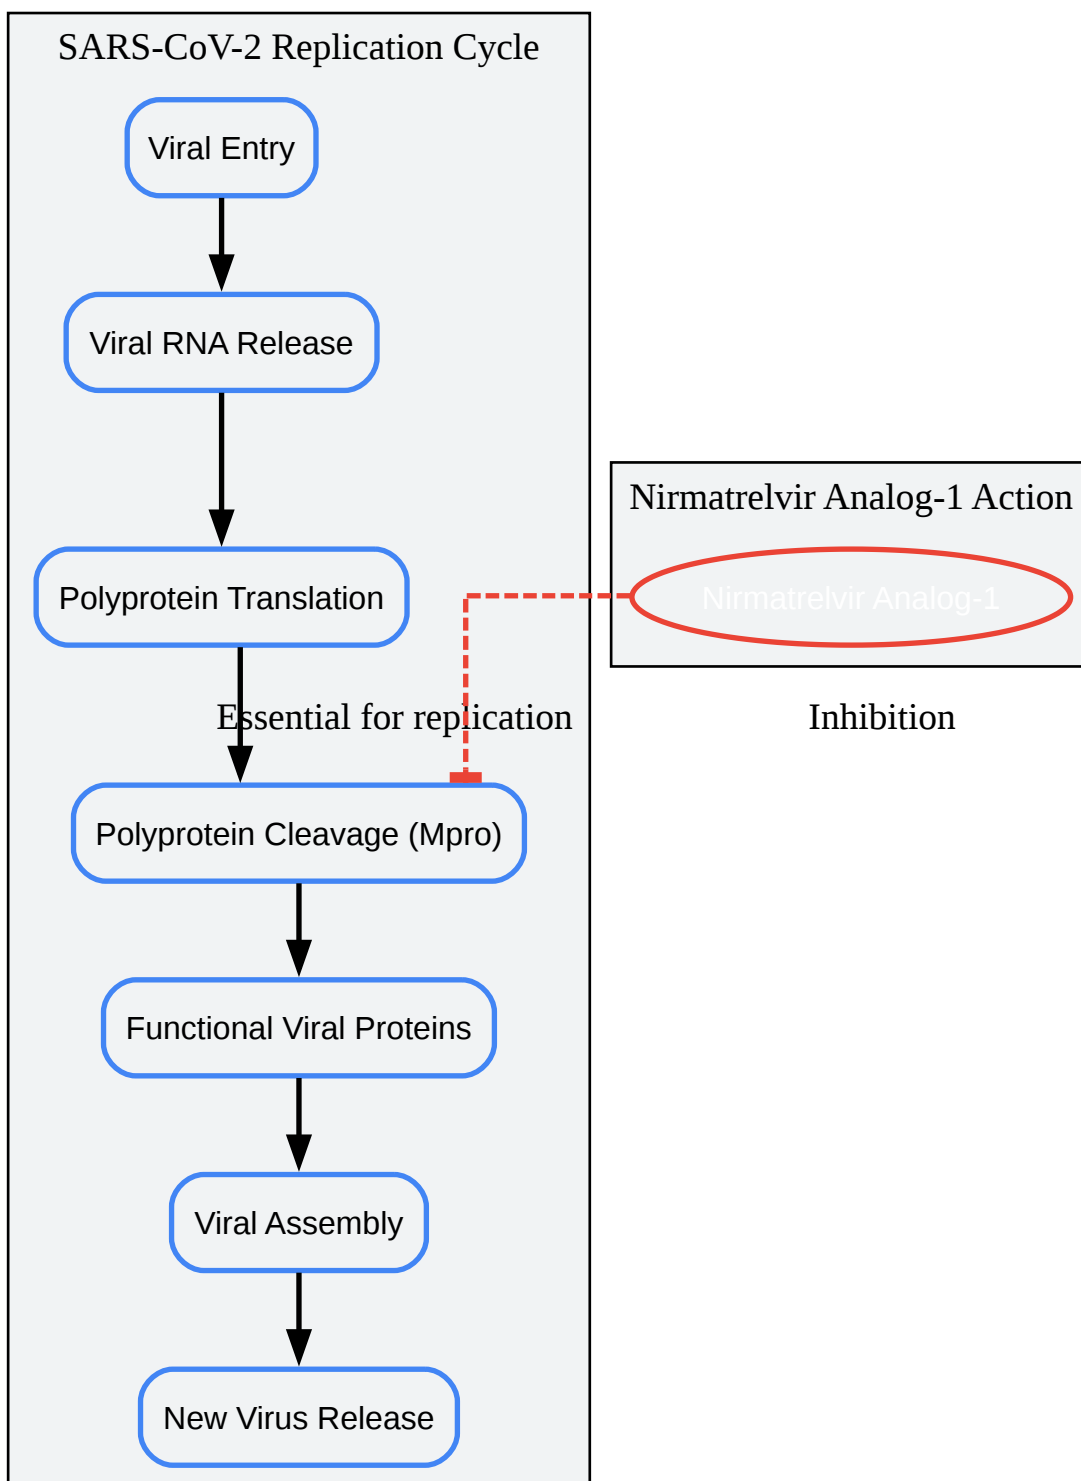 SARS-CoV-2 Replication Cycle
Viral Entry
Viral RNA Release
Nirmatrelvir Analog-1 Action
Polyprotein Translation
Nirmatrelvir Analog-1
Essential for replication
Inhibition
Polyprotein Cleavage (Mpro)
Functional Viral Proteins
Viral Assembly
New Virus Release